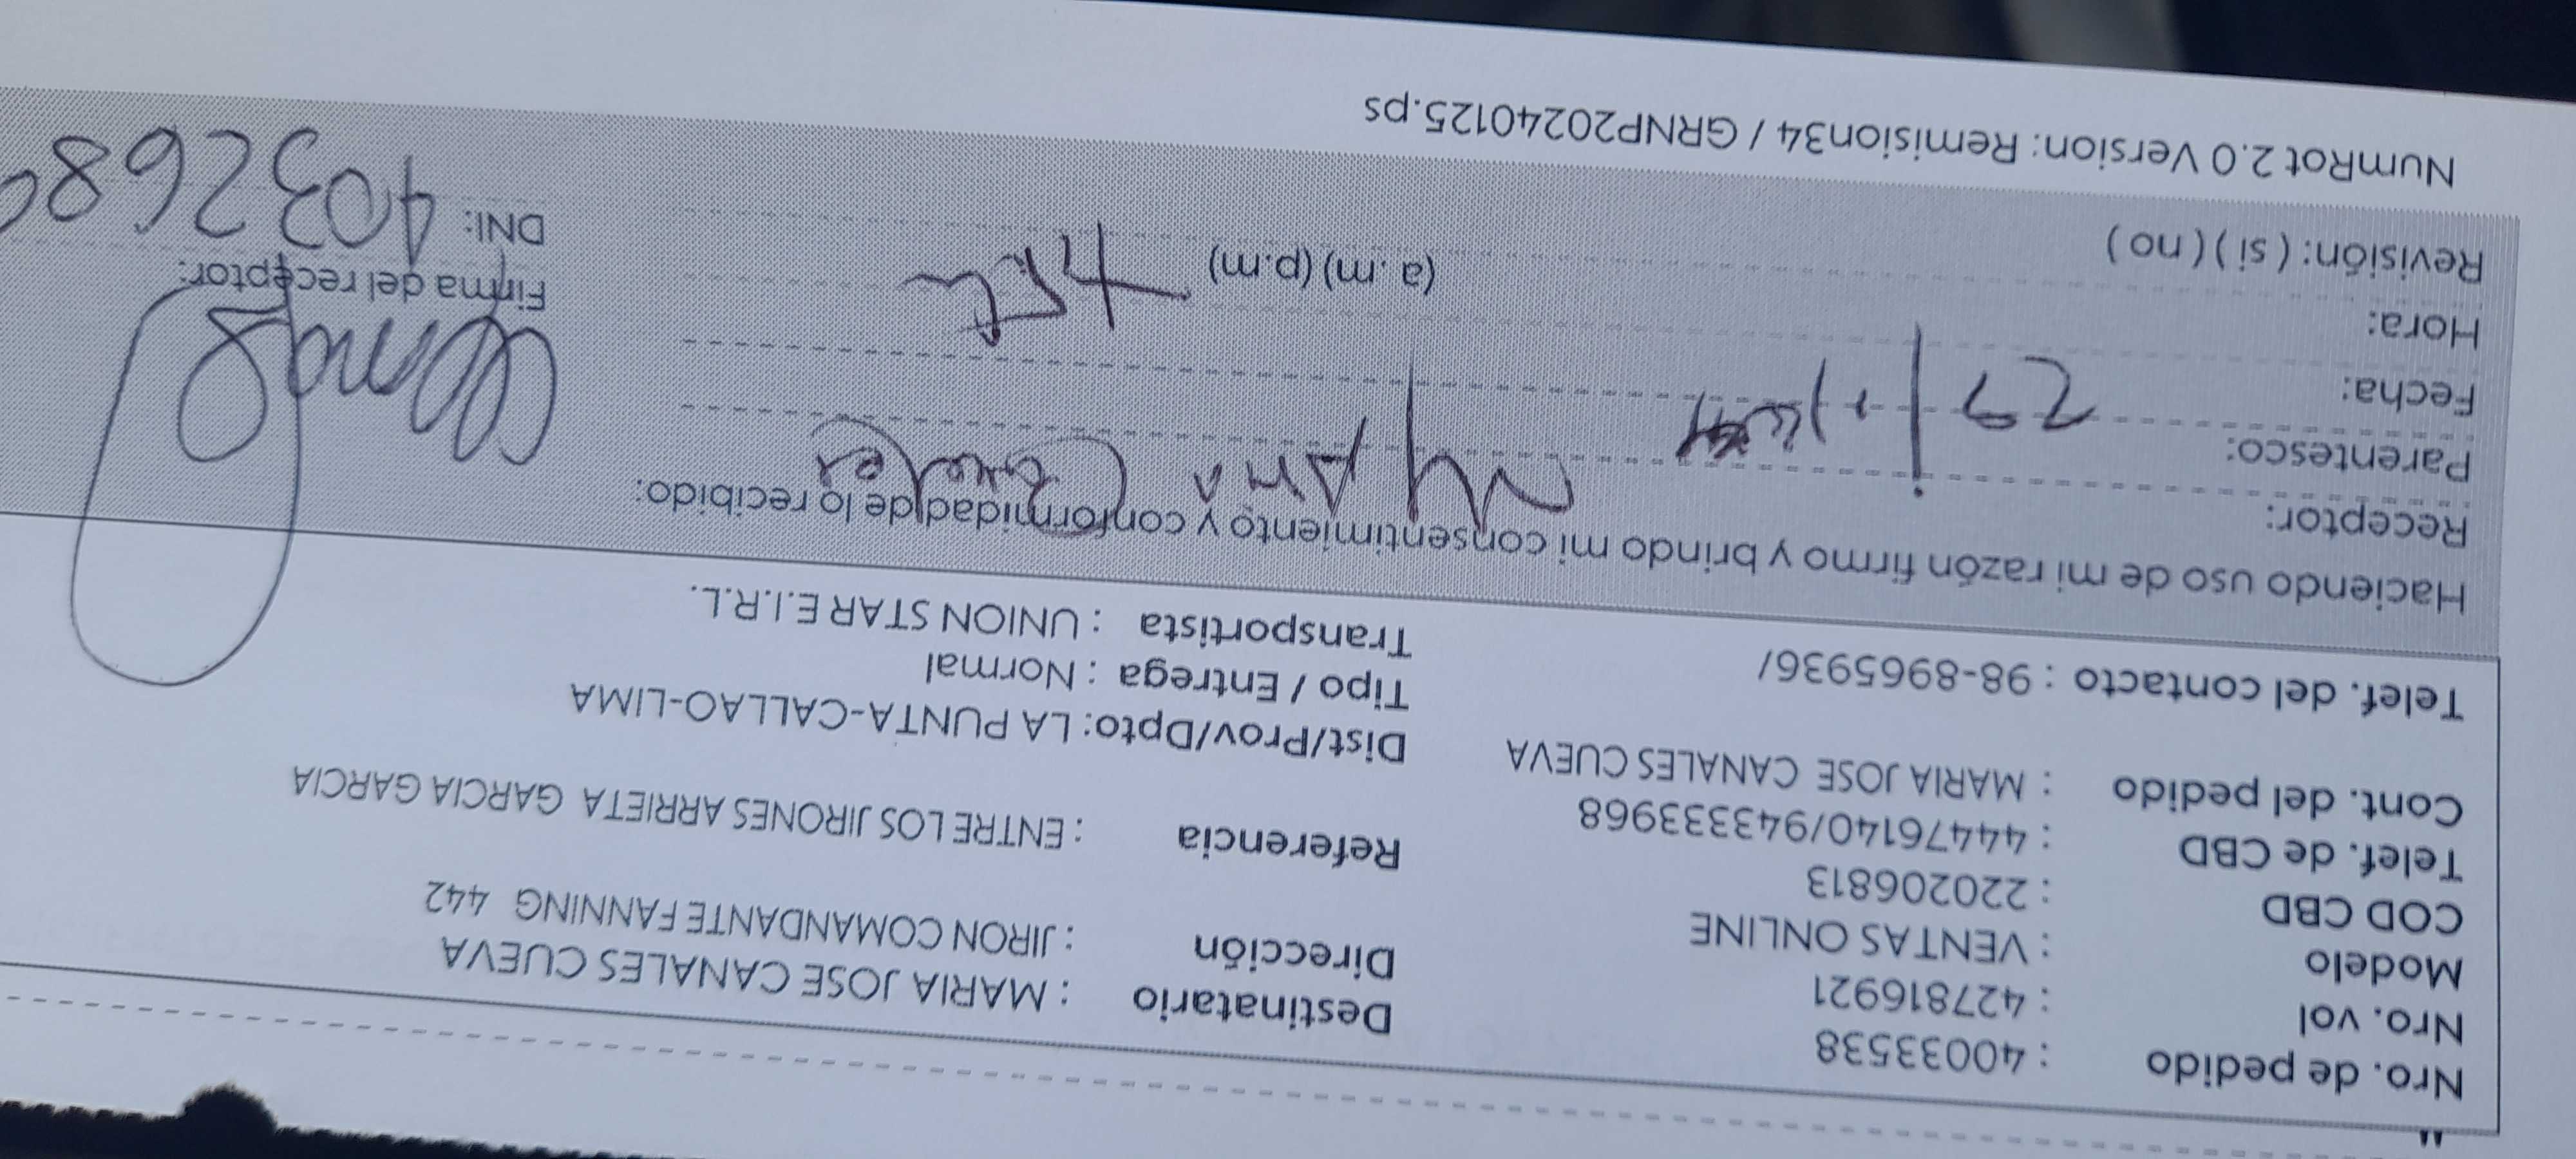 Nro. de pedido : 40033538
Nro. vol : 427816921
Modelo : VENTAS ONLINE
COD CBD : 220206813
Telef. de CBD : 44476140/943333968
Cont. del pedido : MARIA JOSE CANALES CUEVA
Telef. del contacto : 98-8965936/
Destinatario : MARIA JOSE CANALES CUEVA
Dirección : JIRON COMANDANTE FANNING 442
Referencia : ENTRE LOS JIRONES ARRIETA GARCIA GARCIA
Dist/Prov/Dpto: LA PUNTA-CALLAO-LIMA
Tipo / Entrega : Normal
Transportista : UNION STAR E.I.R.L.
Haciendo uso de mi razón firmo y brindo mi consentimiento y conformidad de lo recibido:
Receptor:
Parentesco:
Fecha:
Hora: (a.m) (p.m)
Revisión: ( si ) ( no )
Firma del receptor:
DNI: 403268
NumRot 2.0 Version: Remision34 / GRNP20240125.ps